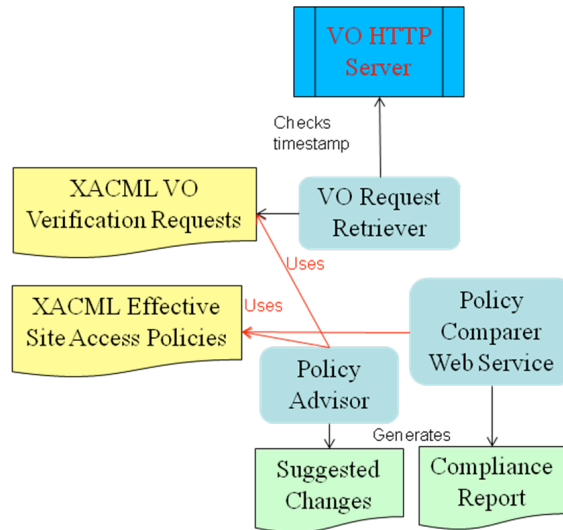 VO HTTP
Server
Checks
timestamp
XACML VO
Verification Requests
VO Request
Retriever
Uses
XACML Effective
Site Access Policies
Uses
Policy
Comparer
Web Service
Policy
Advisor
Generates
Suggested
Changes
Compliance
Report